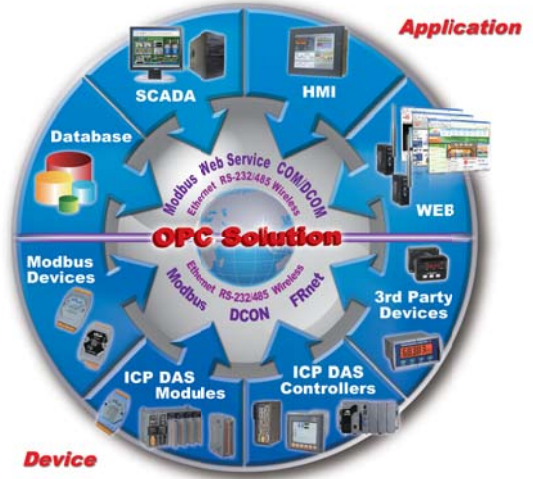 Application
SCADA
HMI
Database
WEB
Modbus Web Service COM/DCOM
Ethernet RS-232/485 Wireless
OPC Solution
Ethernet RS-232/485 Wireless
Modbus DCON FRnet
Modbus
Devices
3rd Party
Devices
ICP DAS
Modules
ICP DAS
Controllers
Device